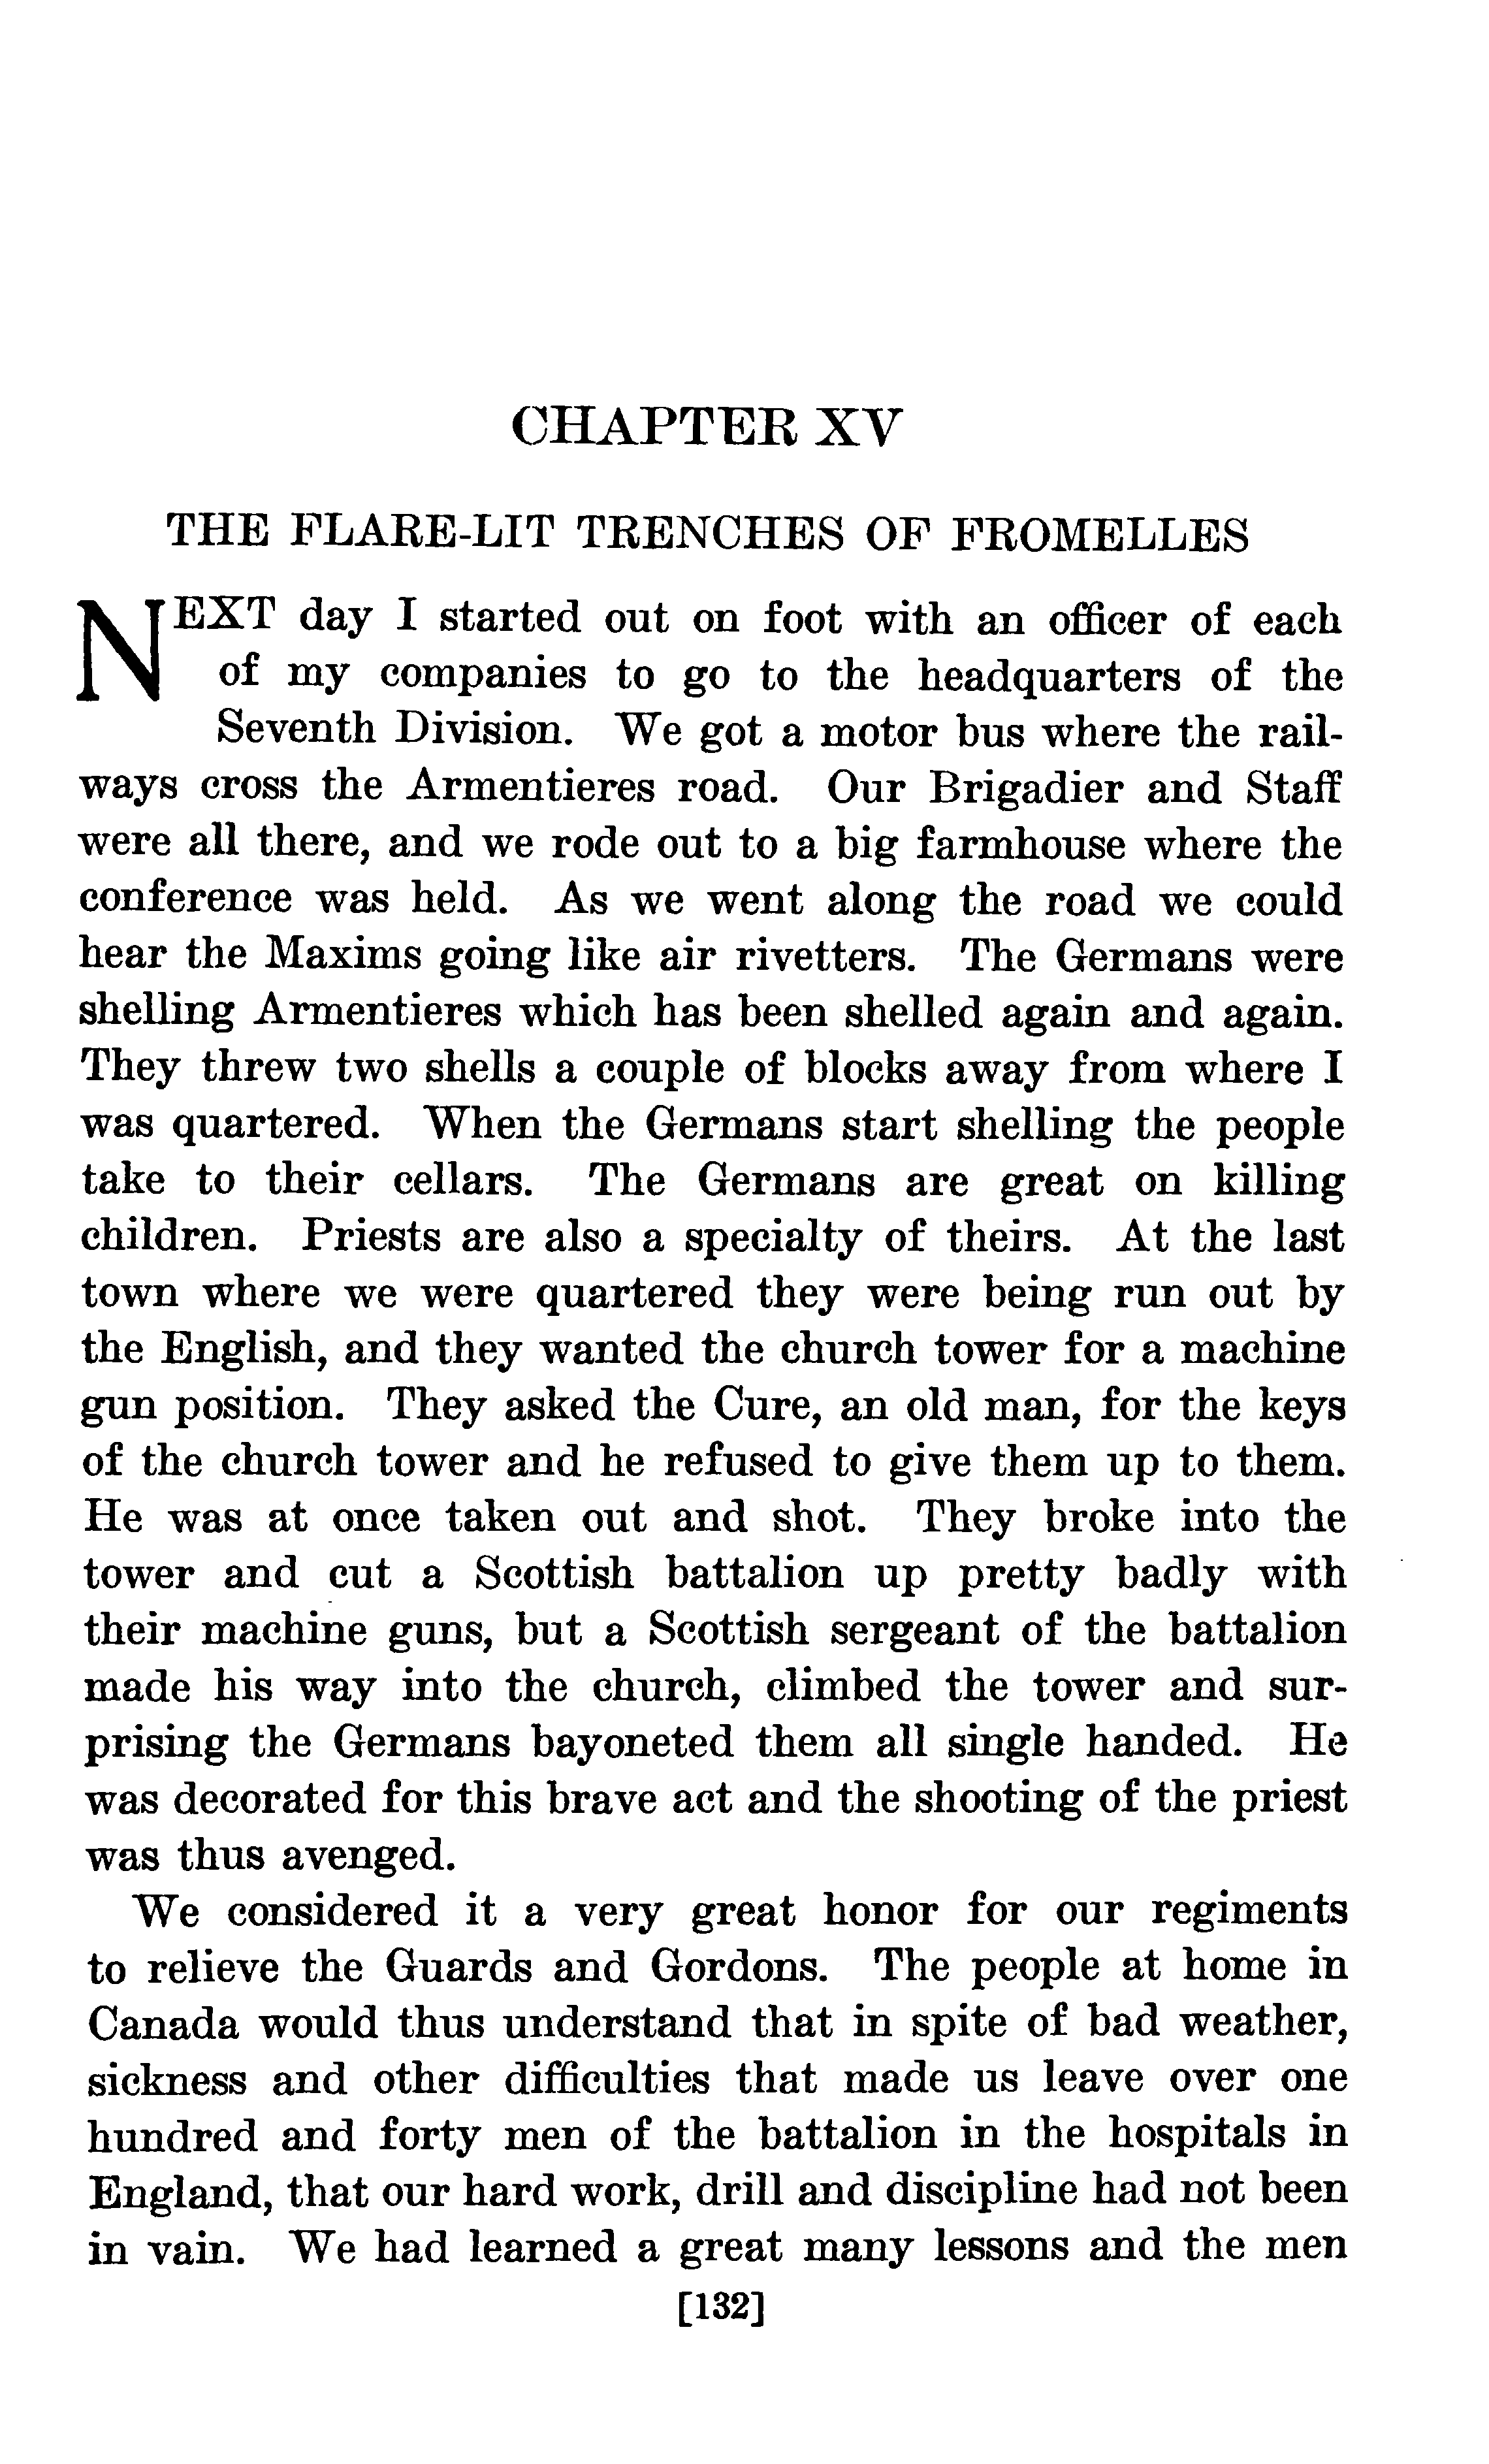 CHAPTER XV
THE FLARE-LIT TRENCHES OF FROMELLES
NEXT day I started out on foot with an officer of each
of my companies to go to the headquarters of the
Seventh Division. We got a motor bus where the rail-
ways cross the Armentieres road. Our Brigadier and Staff
were all there, and we rode out to a big farmhouse where the
conference was held. As we went along the road we could
hear the Maxims going like air rivetters. The Germans were
shelling Armentieres which has been shelled again and again.
They threw two shells a couple of blocks away from where I
was quartered. When the Germans start shelling the people
take to their cellars. The Germans are great on killing
children. Priests are also a specialty of theirs. At the last
town where we were quartered they were being run out by
the English, and they wanted the church tower for a machine
gun position. They asked the Cure, an old man, for the keys
of the church tower and he refused to give them up to them.
He was at once taken out and shot. They broke into the
tower and cut a Scottish battalion up pretty badly with
their machine guns, but a Scottish sergeant of the battalion
made his way into the church, climbed the tower and sur-
prising the Germans bayoneted them all single handed. He
was decorated for this brave act and the shooting of the priest
was thus avenged.
We considered it a very great honor for our regiments
to relieve the Guards and Gordons. The people at home in
Canada would thus understand that in spite of bad weather,
sickness and other difficulties that made us leave over one
hundred and forty men of the battalion in the hospitals in
England, that our hard work, drill and discipline had not been
in vain. We had learned a great many lessons and the men
[132]